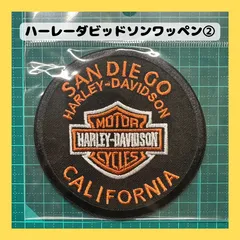 ハーレーダビッドソンワッペン②
SAN DIEGO
HARLEY-DAVIDSON
MOTOR
HARLEY-DAVIDSON
CYCLES
CALIFORNIA